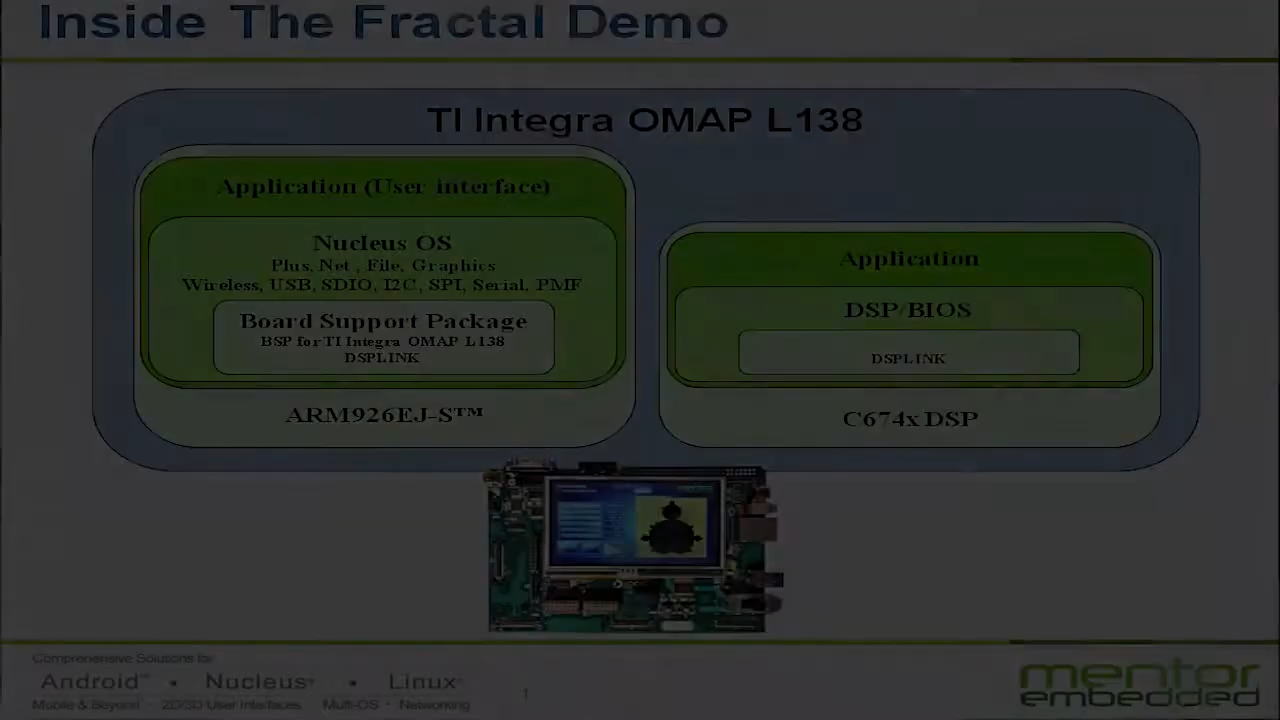 Inside The Fractal Demo
TI Integra OMAP L138
Application (User interface)
Nucleus OS
Plus, Net , File, Graphics
Wireless, USB, SDIO, I2C, SPI, Serial, PMF
Board Support Package
BSP for TI Integra OMAP L138
DSPLINK
ARM926EJ-S™
Application
DSP/BIOS
DSPLINK
C674x DSP
Comprehensive Solutions for
Android™ • Nucleus® • Linux®
Mobile & Beyond · 2D/3D User Interfaces Multi-OS · Networking
1
mentor
embedded